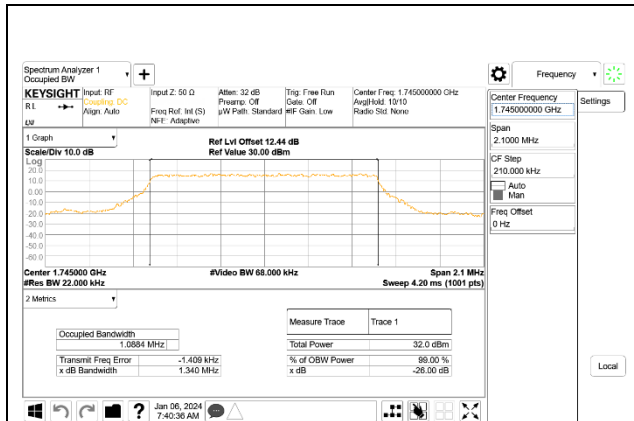 Spectrum Analyzer 1
Occupied BW
Frequency
KEYSIGHT Input: RF Input Z: 50 Ω Atten: 32 dB Trig: Free Run Center Freq: 1.745000000 GHz
RL Coupling: DC Preamp: Off Gate: Off Avg|Hold: 10/10
Align: Auto Freq Ref: Int (S) µW Path: Standard #IF Gain: Low Radio Std: None
NFE: Adaptive
Center Frequency
1.745000000 GHz
Settings
Span
2.1000 MHz
CF Step
210.000 kHz
Auto
Man
Freq Offset
0 Hz
Local
1 Graph
Ref Lvl Offset 12.44 dB
Scale/Div 10.0 dB Ref Value 30.00 dBm
Log
20.0
10.0
0.00
-10.0
-20.0
-30.0
-40.0
-50.0
-60.0
Center 1.745000 GHz #Video BW 68.000 kHz Span 2.1 MHz
#Res BW 22.000 kHz Sweep 4.20 ms (1001 pts)
2 Metrics
Measure Trace Trace 1
Occupied Bandwidth
1.0884 MHz Total Power 32.0 dBm
Transmit Freq Error -1.409 kHz % of OBW Power 99.00 %
x dB Bandwidth 1.340 MHz x dB -26.00 dB
? Jan 06, 2024
7:40:36 AM